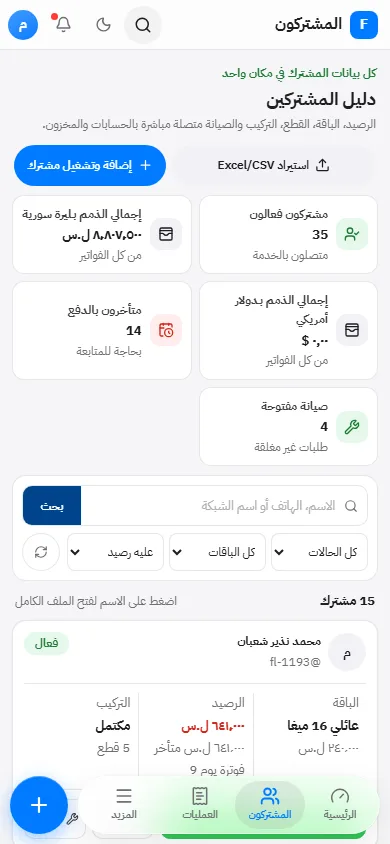 F
المشتركون
م
كل بيانات المشترك في مكان واحد
دليل المشتركين
الرصيد، الباقة، القطع، التركيب والصيانة متصلة مباشرة بالحسابات والمخزون.
استيراد Excel/CSV
+ إضافة وتشغيل مشترك
مشتركون فعالون
35
متصلون بالخدمة
إجمالي الذمم بليرة سورية
٨,٨٠٧,٥٠٠ ل.س
من كل الفواتير
إجمالي الذمم بدولار أمريكي
٠,٠٠ $
من كل الفواتير
متأخرون بالدفع
14
بحاجة للمتابعة
صيانة مفتوحة
4
طلبات غير مغلقة
الاسم، الهاتف أو اسم الشبكة
بحث
كل الحالات
كل الباقات
عليه رصيد
15 مشترك
اضغط على الاسم لفتح الملف الكامل
م
محمد نذير شعبان
@fl-1193
فعال
الباقة
عائلي 16 ميغا
٢٤٠,٠٠٠ ل.س
الرصيد
٦٤١,٠٠٠ ل.س
٦٤١,٠٠٠ ل.س متأخر
فوترة يوم 9
التركيب
مكتمل
5 قطع
الرئيسية
المشتركون
العمليات
المزيد
+